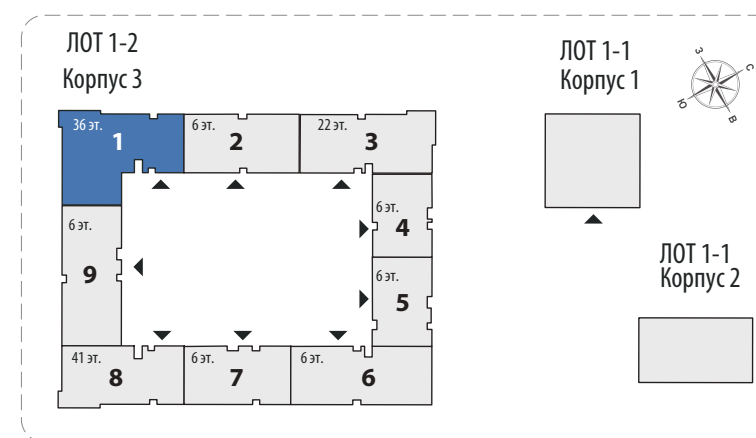 ЛОТ 1-2
Корпус 3
ЛОТ 1-1
Корпус 1
З
С
Ю
В
36 эт.
1
6 эт.
2
22 эт.
3
6 эт.
4
6 эт.
9
6 эт.
5
ЛОТ 1-1
Корпус 2
41 эт.
8
6 эт.
7
6 эт.
6